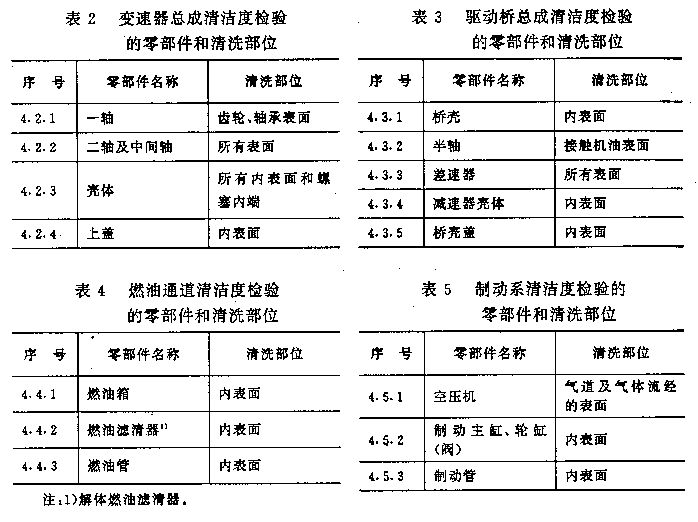 表 2 变速器总成清洁度检验
的零部件和清洗部位
序 号 零部件名称 清洗部位
4.2.1 一轴 齿轮、轴承表面
4.2.2 二轴及中间轴 所有表面
4.2.3 壳体 所有内表面和螺
塞内端
4.2.4 上盖 内表面
表 3 驱动桥总成清洁度检验
的零部件和清洗部位
序 号 零部件名称 清洗部位
4.3.1 桥壳 内表面
4.3.2 半轴 接触机油表面
4.3.3 差速器 所有表面
4.3.4 减速器壳体 内表面
4.3.5 桥壳盖 内表面
表 4 燃油通道清洁度检验
的零部件和清洗部位
序 号 零部件名称 清洗部位
4.4.1 燃油箱 内表面
4.4.2 燃油滤清器1) 内表面
4.4.3 燃油管 内表面
注:1)解体燃油滤清器。
表 5 制动系清洁度检验的
零部件和清洗部位
序 号 零部件名称 清洗部位
4.5.1 空压机 气道及气体流经
的表面
4.5.2 制动主缸、轮缸
(阀) 内表面
4.5.3 制动管 内表面